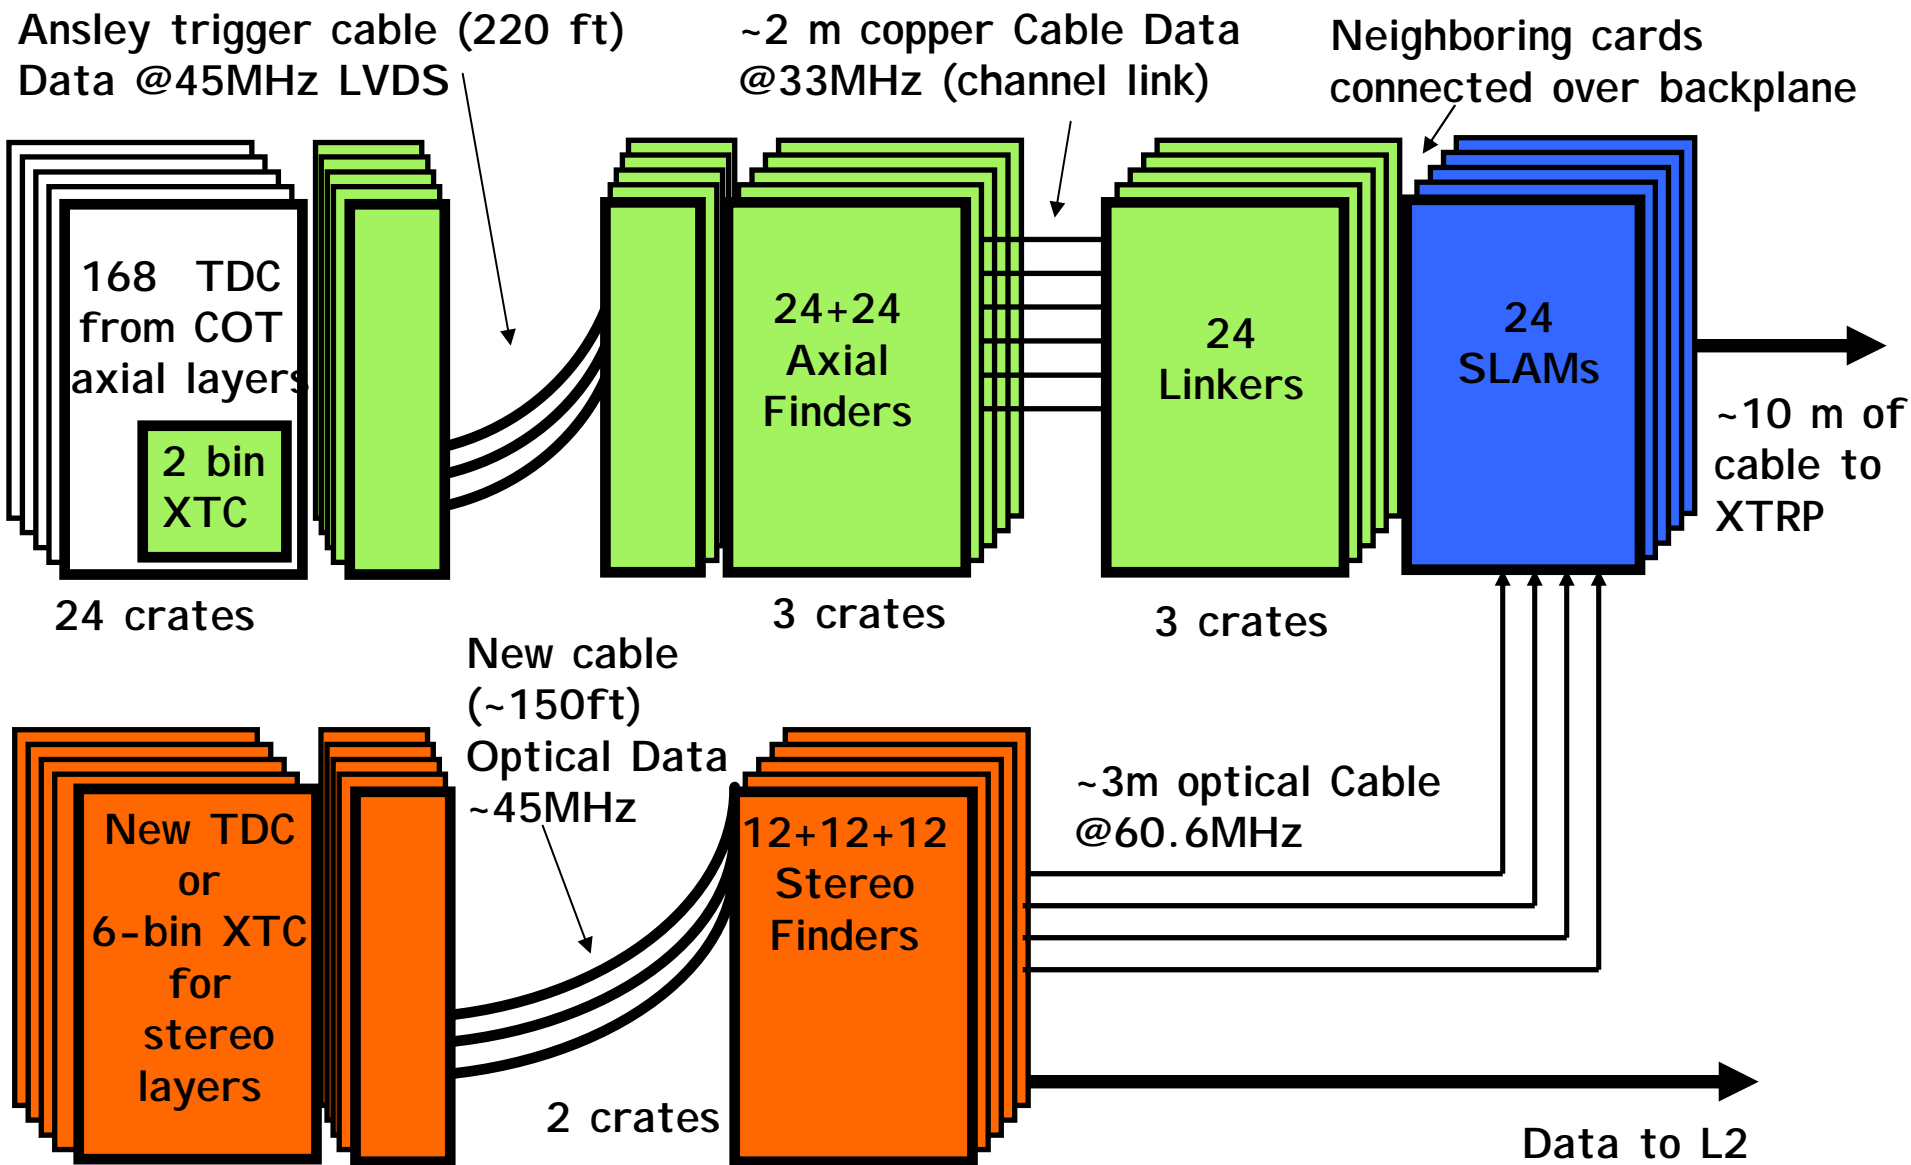 Ansley trigger cable (220 ft)
Data @45MHz LVDS
~2 m copper Cable Data
@33MHz (channel link)
Neighboring cards
connected over backplane
168 TDC
from COT
axial layers
2 bin
XTC
24+24
Axial
Finders
24
Linkers
24
SLAMs
~10 m of
cable to
XTRP
24 crates
3 crates
3 crates
New cable
(~150ft)
Optical Data
~45MHz
New TDC
or
6-bin XTC
for
stereo
layers
12+12+12
Stereo
Finders
~3m optical Cable
@60.6MHz
2 crates
Data to L2